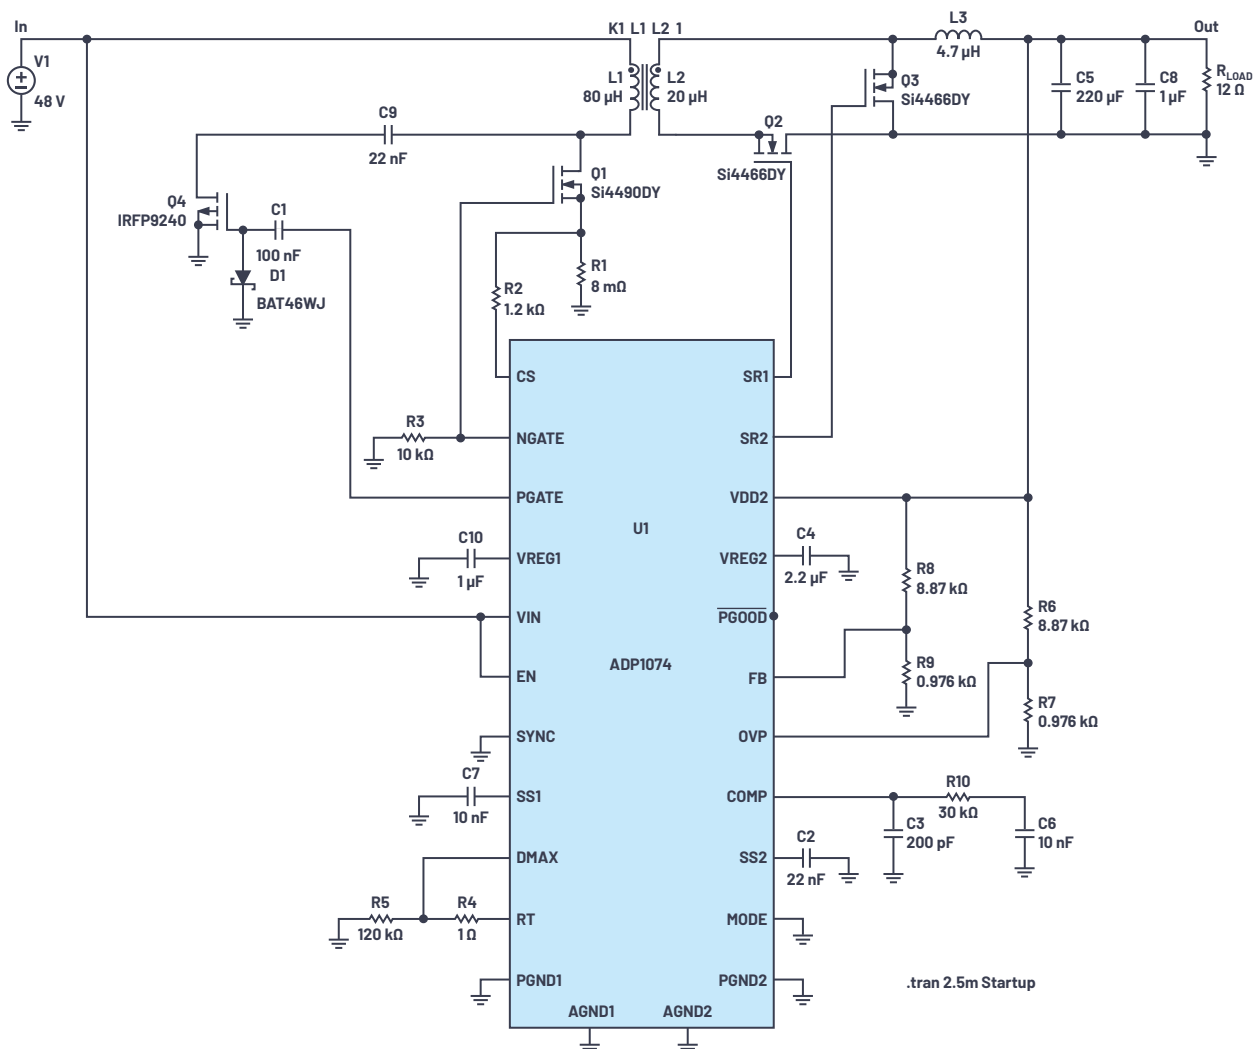 In
K1 L1 L2 1
L3
4.7 µH
Out
V1
48 V
L1
80 µH
L2
20 µH
Q3
Si4466DY
C5
220 µF
C8
1 µF
RLOAD
12 Ω
C9
22 nF
Q2
Si4466DY
Q1
Si4490DY
Q4
IRFP9240
C1
100 nF
D1
BAT46WJ
R1
8 mΩ
R2
1.2 kΩ
CS
SR1
R3
10 kΩ
NGATE
SR2
PGATE
VDD2
U1
C10
1 µF
VREG1
VREG2
C4
2.2 µF
R8
8.87 kΩ
R6
8.87 kΩ
VIN
PGOOD
ADP1074
EN
FB
R9
0.976 kΩ
R7
0.976 kΩ
SYNC
OVP
C7
10 nF
SS1
COMP
R10
30 kΩ
C3
200 pF
C6
10 nF
DMAX
SS2
C2
22 nF
R5
120 kΩ
R4
1 Ω
RT
MODE
PGND1
PGND2
.tran 2.5m Startup
AGND1
AGND2